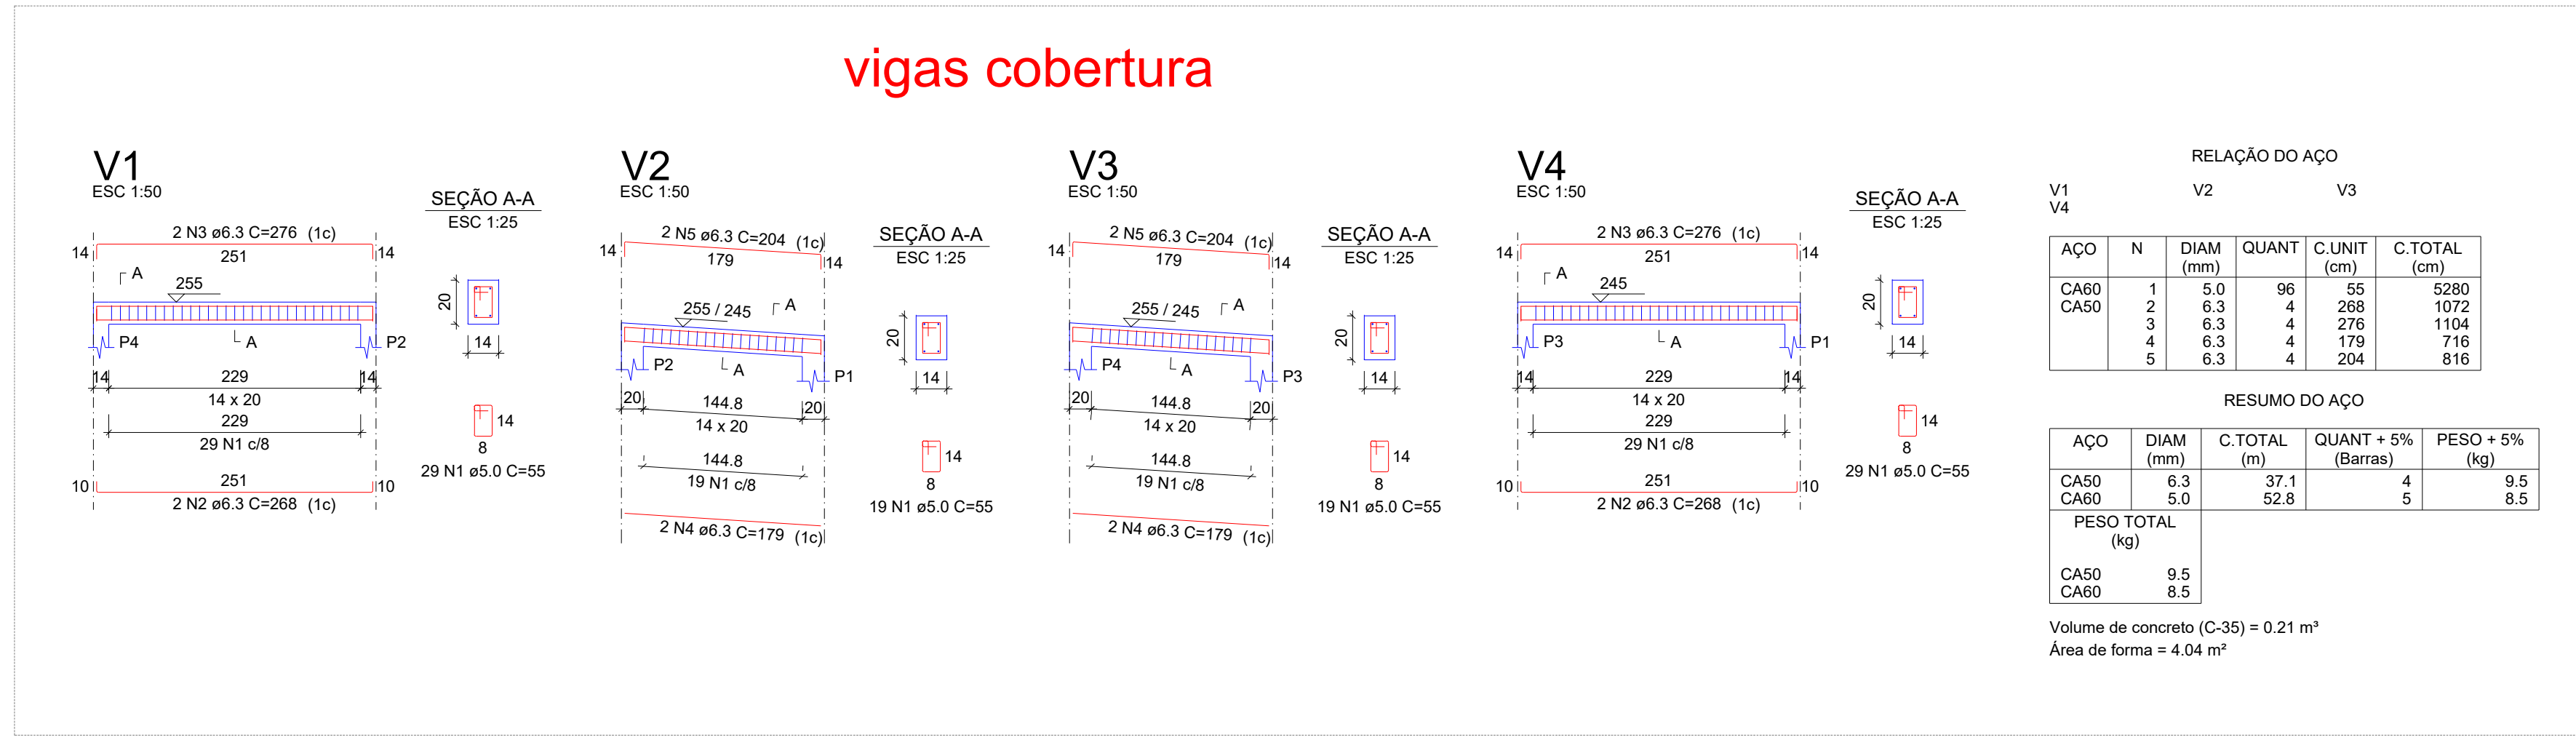 vigas cobertura
V1
ESC 1:50
2 N3 ø6.3 C=276 (1c)
14
251
14
A
255
A
P4
P2
14
229
14
14 x 20
229
29 N1 c/8
10
251
10
2 N2 ø6.3 C=268 (1c)
SEÇÃO A-A
ESC 1:25
20
14
14
8
29 N1 ø5.0 C=55
V2
ESC 1:50
2 N5 ø6.3 C=204 (1c)
14
179
14
A
255 / 245
P2
A
P1
20
144.8
20
14 x 20
144.8
19 N1 c/8
2 N4 ø6.3 C=179 (1c)
SEÇÃO A-A
ESC 1:25
20
14
14
8
19 N1 ø5.0 C=55
V3
ESC 1:50
2 N5 ø6.3 C=204 (1c)
14
179
14
A
255 / 245
P4
A
P3
20
144.8
20
14 x 20
144.8
19 N1 c/8
2 N4 ø6.3 C=179 (1c)
SEÇÃO A-A
ESC 1:25
20
14
14
8
19 N1 ø5.0 C=55
V4
ESC 1:50
2 N3 ø6.3 C=276 (1c)
14
251
14
A
245
A
P3
P1
14
229
14
14 x 20
229
29 N1 c/8
10
251
10
2 N2 ø6.3 C=268 (1c)
SEÇÃO A-A
ESC 1:25
20
14
14
8
29 N1 ø5.0 C=55
RELAÇÃO DO AÇO
V1 V2 V3
V4
AÇO N DIAM QUANT C.UNIT C.TOTAL
(mm) (cm) (cm)
CA60 1 5.0 96 55 5280
CA50 2 6.3 4 268 1072
3 6.3 4 276 1104
4 6.3 4 179 716
5 6.3 4 204 816
RESUMO DO AÇO
AÇO DIAM C.TOTAL QUANT + 5% PESO + 5%
(mm) (m) (Barras) (kg)
CA50 6.3 37.1 4 9.5
CA60 5.0 52.8 5 8.5
PESO TOTAL
(kg)
CA50 9.5
CA60 8.5
Volume de concreto (C-35) = 0.21 m³
Área de forma = 4.04 m²